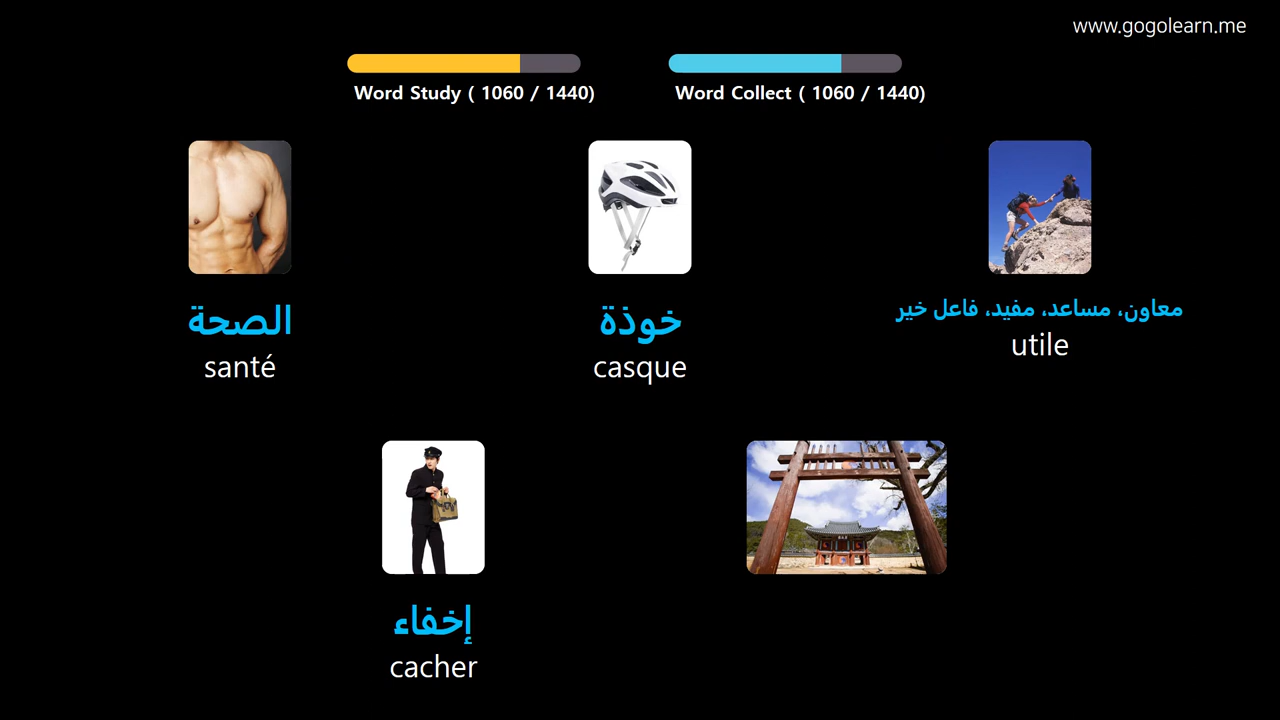 www.gogolearn.me
Word Study ( 1060 / 1440)
Word Collect ( 1060 / 1440)
الصحة
santé
خوذة
casque
معاون، مساعد، مفيد، فاعل خير
utile
إخفاء
cacher